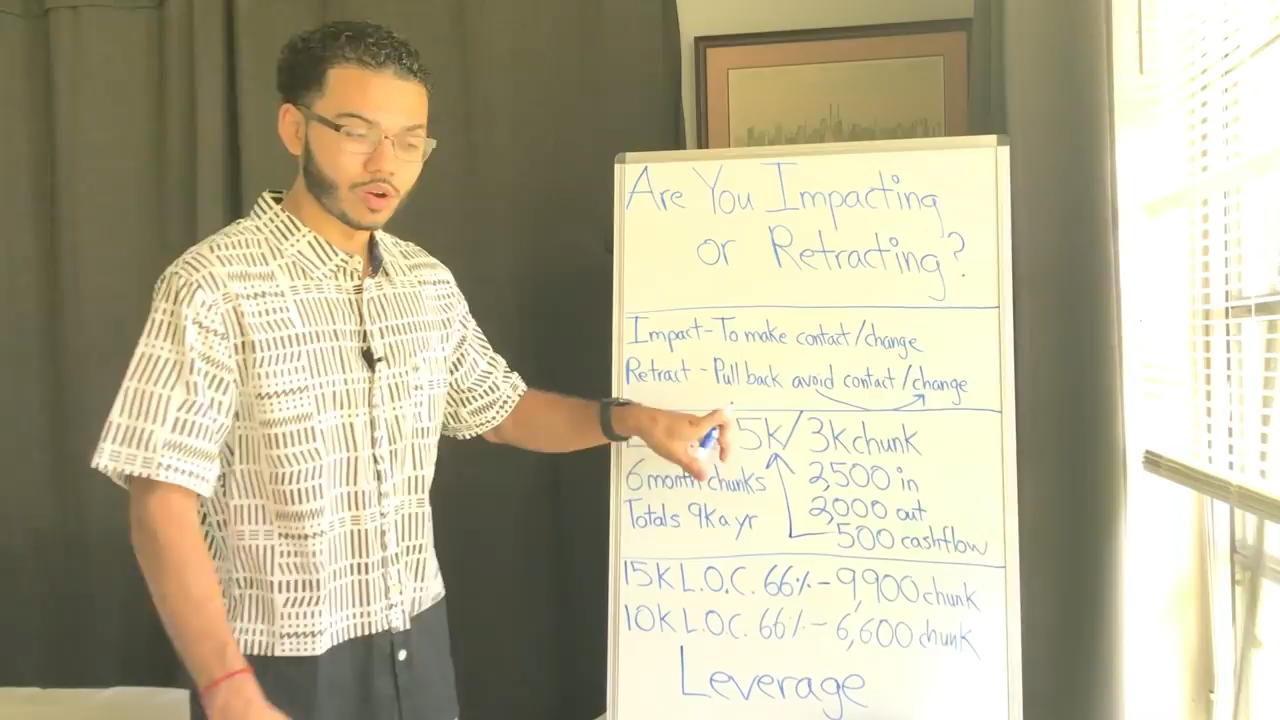 Are You Impacting
or Retracting?
Impact - To make contact/change
Retract - Pull back avoid contact/change
5K/3K chunk
6 month chunks
Totals 9K a yr
2,500 in
2,000 out
500 cashflow
15K L.O.C. 66% - 9,900 chunk
10K L.O.C. 66% - 6,600 chunk
Leverage